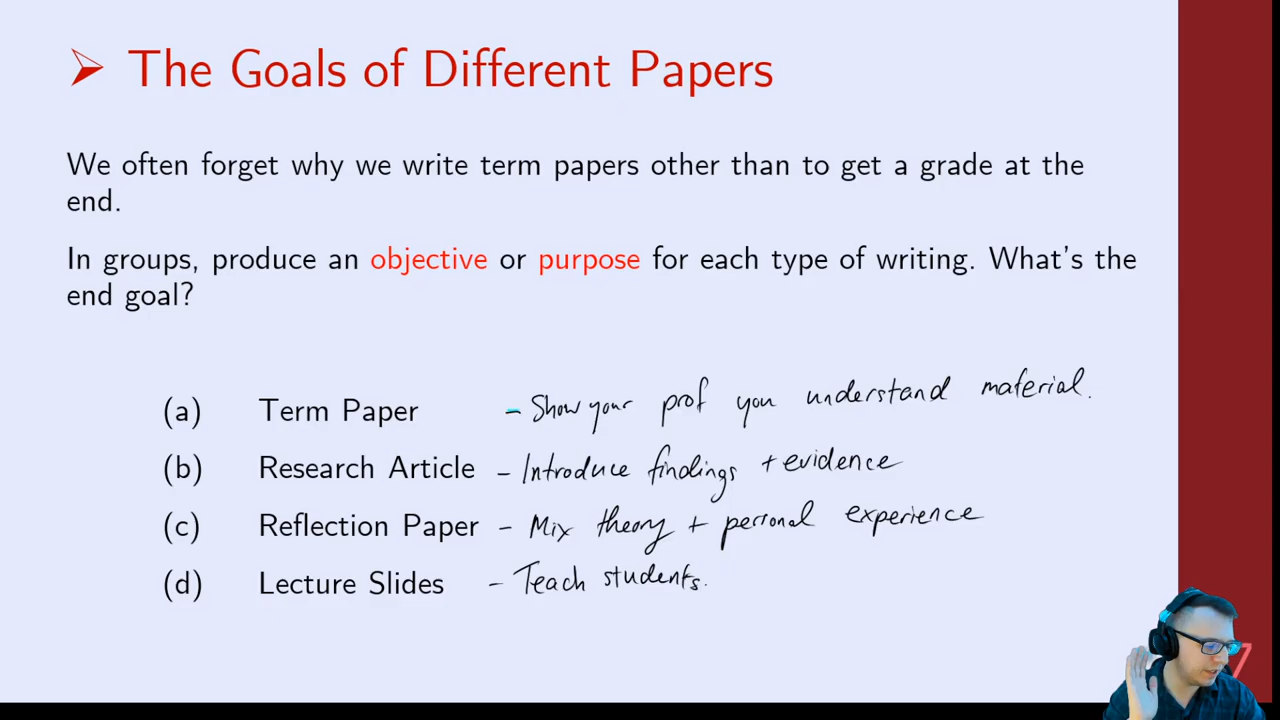 The Goals of Different Papers
We often forget why we write term papers other than to get a grade at the
end.
In groups, produce an objective or purpose for each type of writing. What's the
end goal?
(a) Term Paper - Show your prof you understand material.
(b) Research Article - Introduce findings + evidence
(c) Reflection Paper - Mix theory + personal experience
(d) Lecture Slides - Teach students.
7